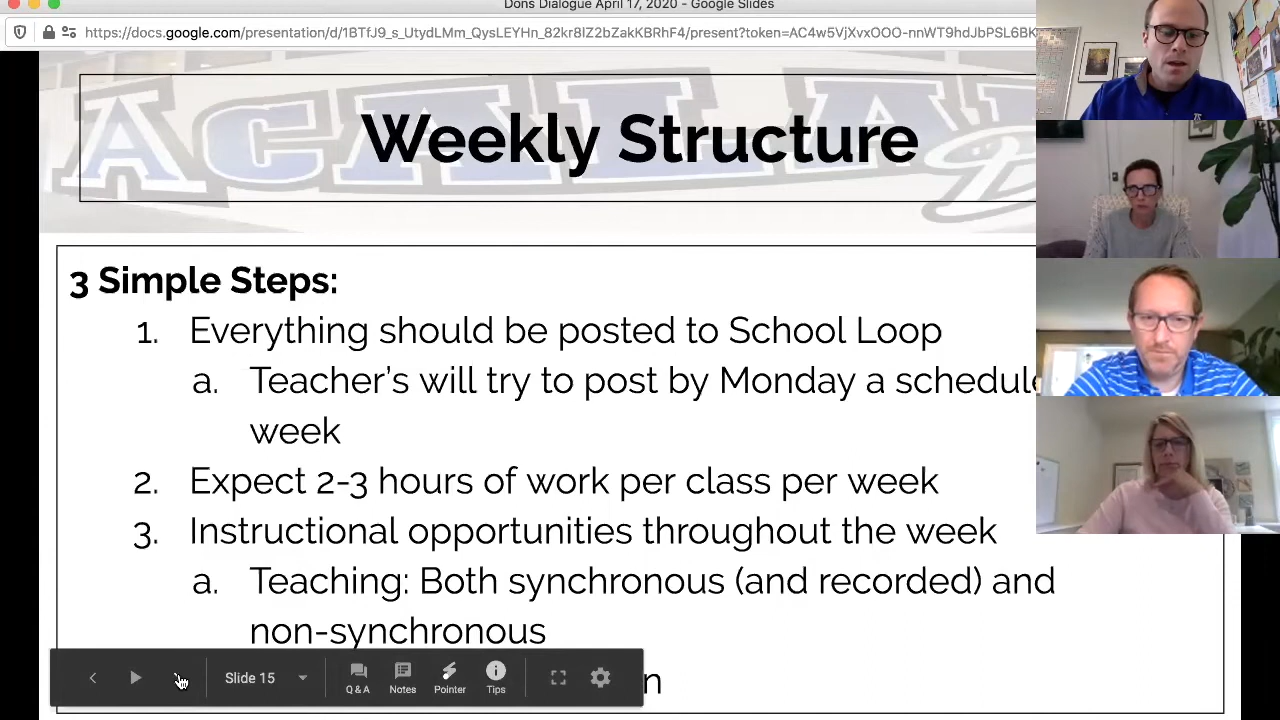 Dons Dialogue April 17, 2020 - Google Slides
https://docs.google.com/presentation/d/1BTfJ9_s_UtydLMm_QysLEYHn_82kr8lZ2bZakKBRhF4/present?token=AC4w5VjXvxOOO-nnWT9hdJbPSL6BK
ACALA
Weekly Structure
3 Simple Steps:
1. Everything should be posted to School Loop
a. Teacher's will try to post by Monday a schedule
week
2. Expect 2-3 hours of work per class per week
3. Instructional opportunities throughout the week
a. Teaching: Both synchronous (and recorded) and
non-synchronous
n
Slide 15
Q & A
Notes
Pointer
Tips